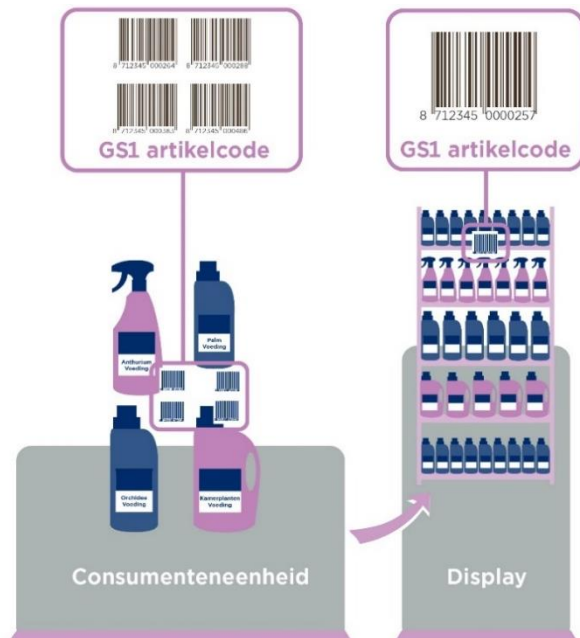 8 712345 000264
8 712345 000288
8 712345 000363
8 712345 000486
GS1 artikelcode
8 712345 0000257
GS1 artikelcode
Anthurium
Voeding
Palm
Voeding
Orchidee
Voeding
Kamerplanten
Voeding
Consumenteneenheid
Display